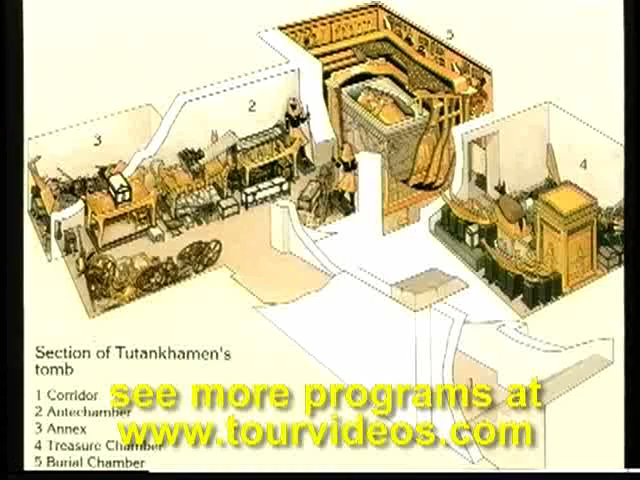 5
2
3
4
1
Section of Tutankhamen's
tomb
1 Corridor
2 Antechamber
3 Annex
4 Treasure Chamber
5 Burial Chamber
see more programs at
www.tourvideos.com